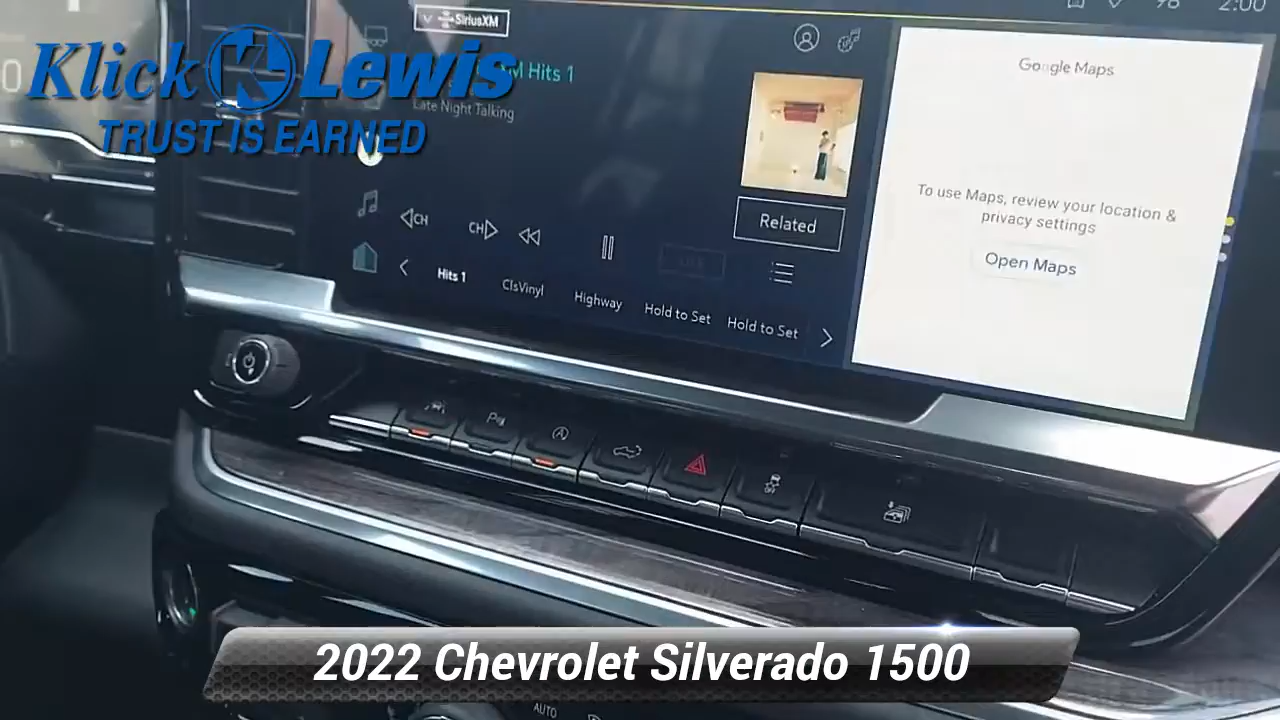 98 2:00
SiriusXM
Klick Lewis
TRUST IS EARNED
M Hits 1
Late Night Talking
Google Maps
To use Maps, review your location &
privacy settings
Open Maps
Related
CH
CH
Hits 1
ClsVinyl
Highway
Hold to Set
Hold to Set
OFF
2022 Chevrolet Silverado 1500
AUTO